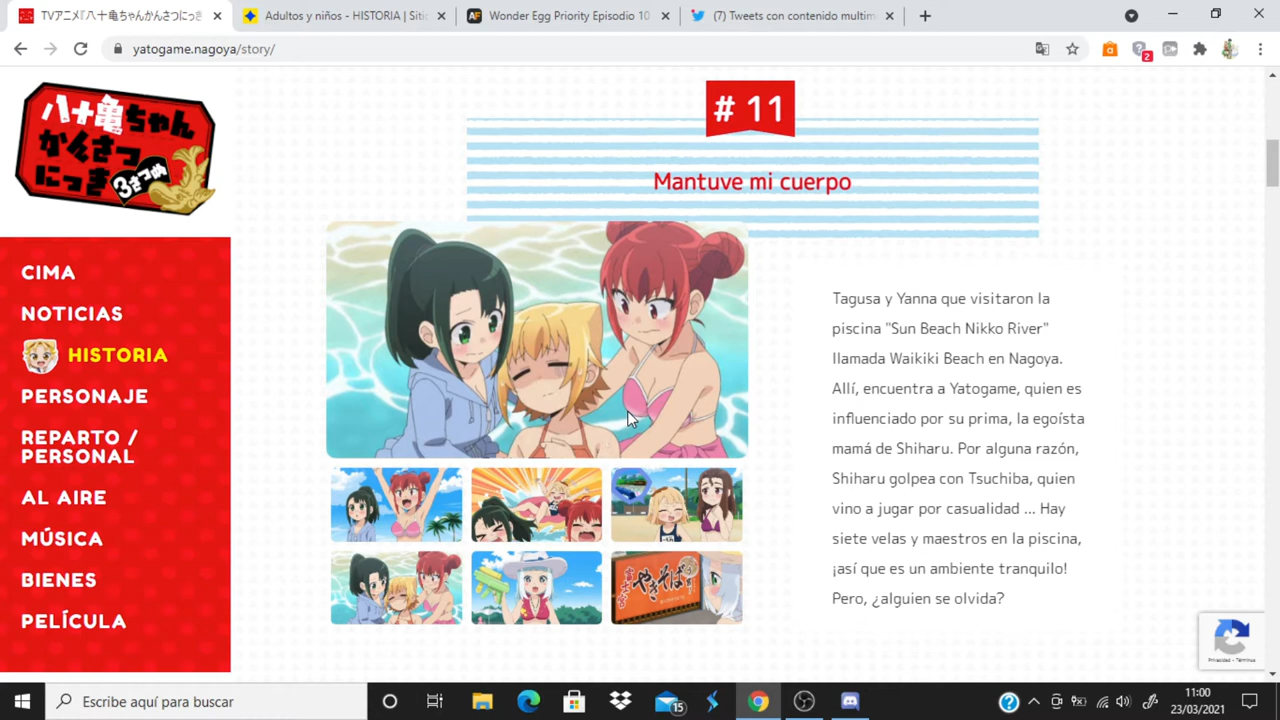 TVアニメ『八十亀ちゃんかんさつにっき
Adultos y niños - HISTORIA | Sitio
Wonder Egg Priority Episodio 10
(7) Tweets con contenido multim
yatogame.nagoya/story/
2
八十亀ちゃん
かんさつ
にっき
3さつめ
CIMA
NOTICIAS
HISTORIA
PERSONAJE
REPARTO /
PERSONAL
AL AIRE
MÚSICA
BIENES
PELÍCULA
# 11
Mantuve mi cuerpo
Tagusa y Yanna que visitaron la
piscina "Sun Beach Nikko River"
llamada Waikiki Beach en Nagoya.
Allí, encuentra a Yatogame, quien es
influenciado por su prima, la egoísta
mamá de Shiharu. Por alguna razón,
Shiharu golpea con Tsuchiba, quien
vino a jugar por casualidad ... Hay
siete velas y maestros en la piscina,
¡así que es un ambiente tranquilo!
Pero, ¿alguien se olvida?
やきそば
Privacidad - Términos
Escribe aquí para buscar
15
11:00
23/03/2021